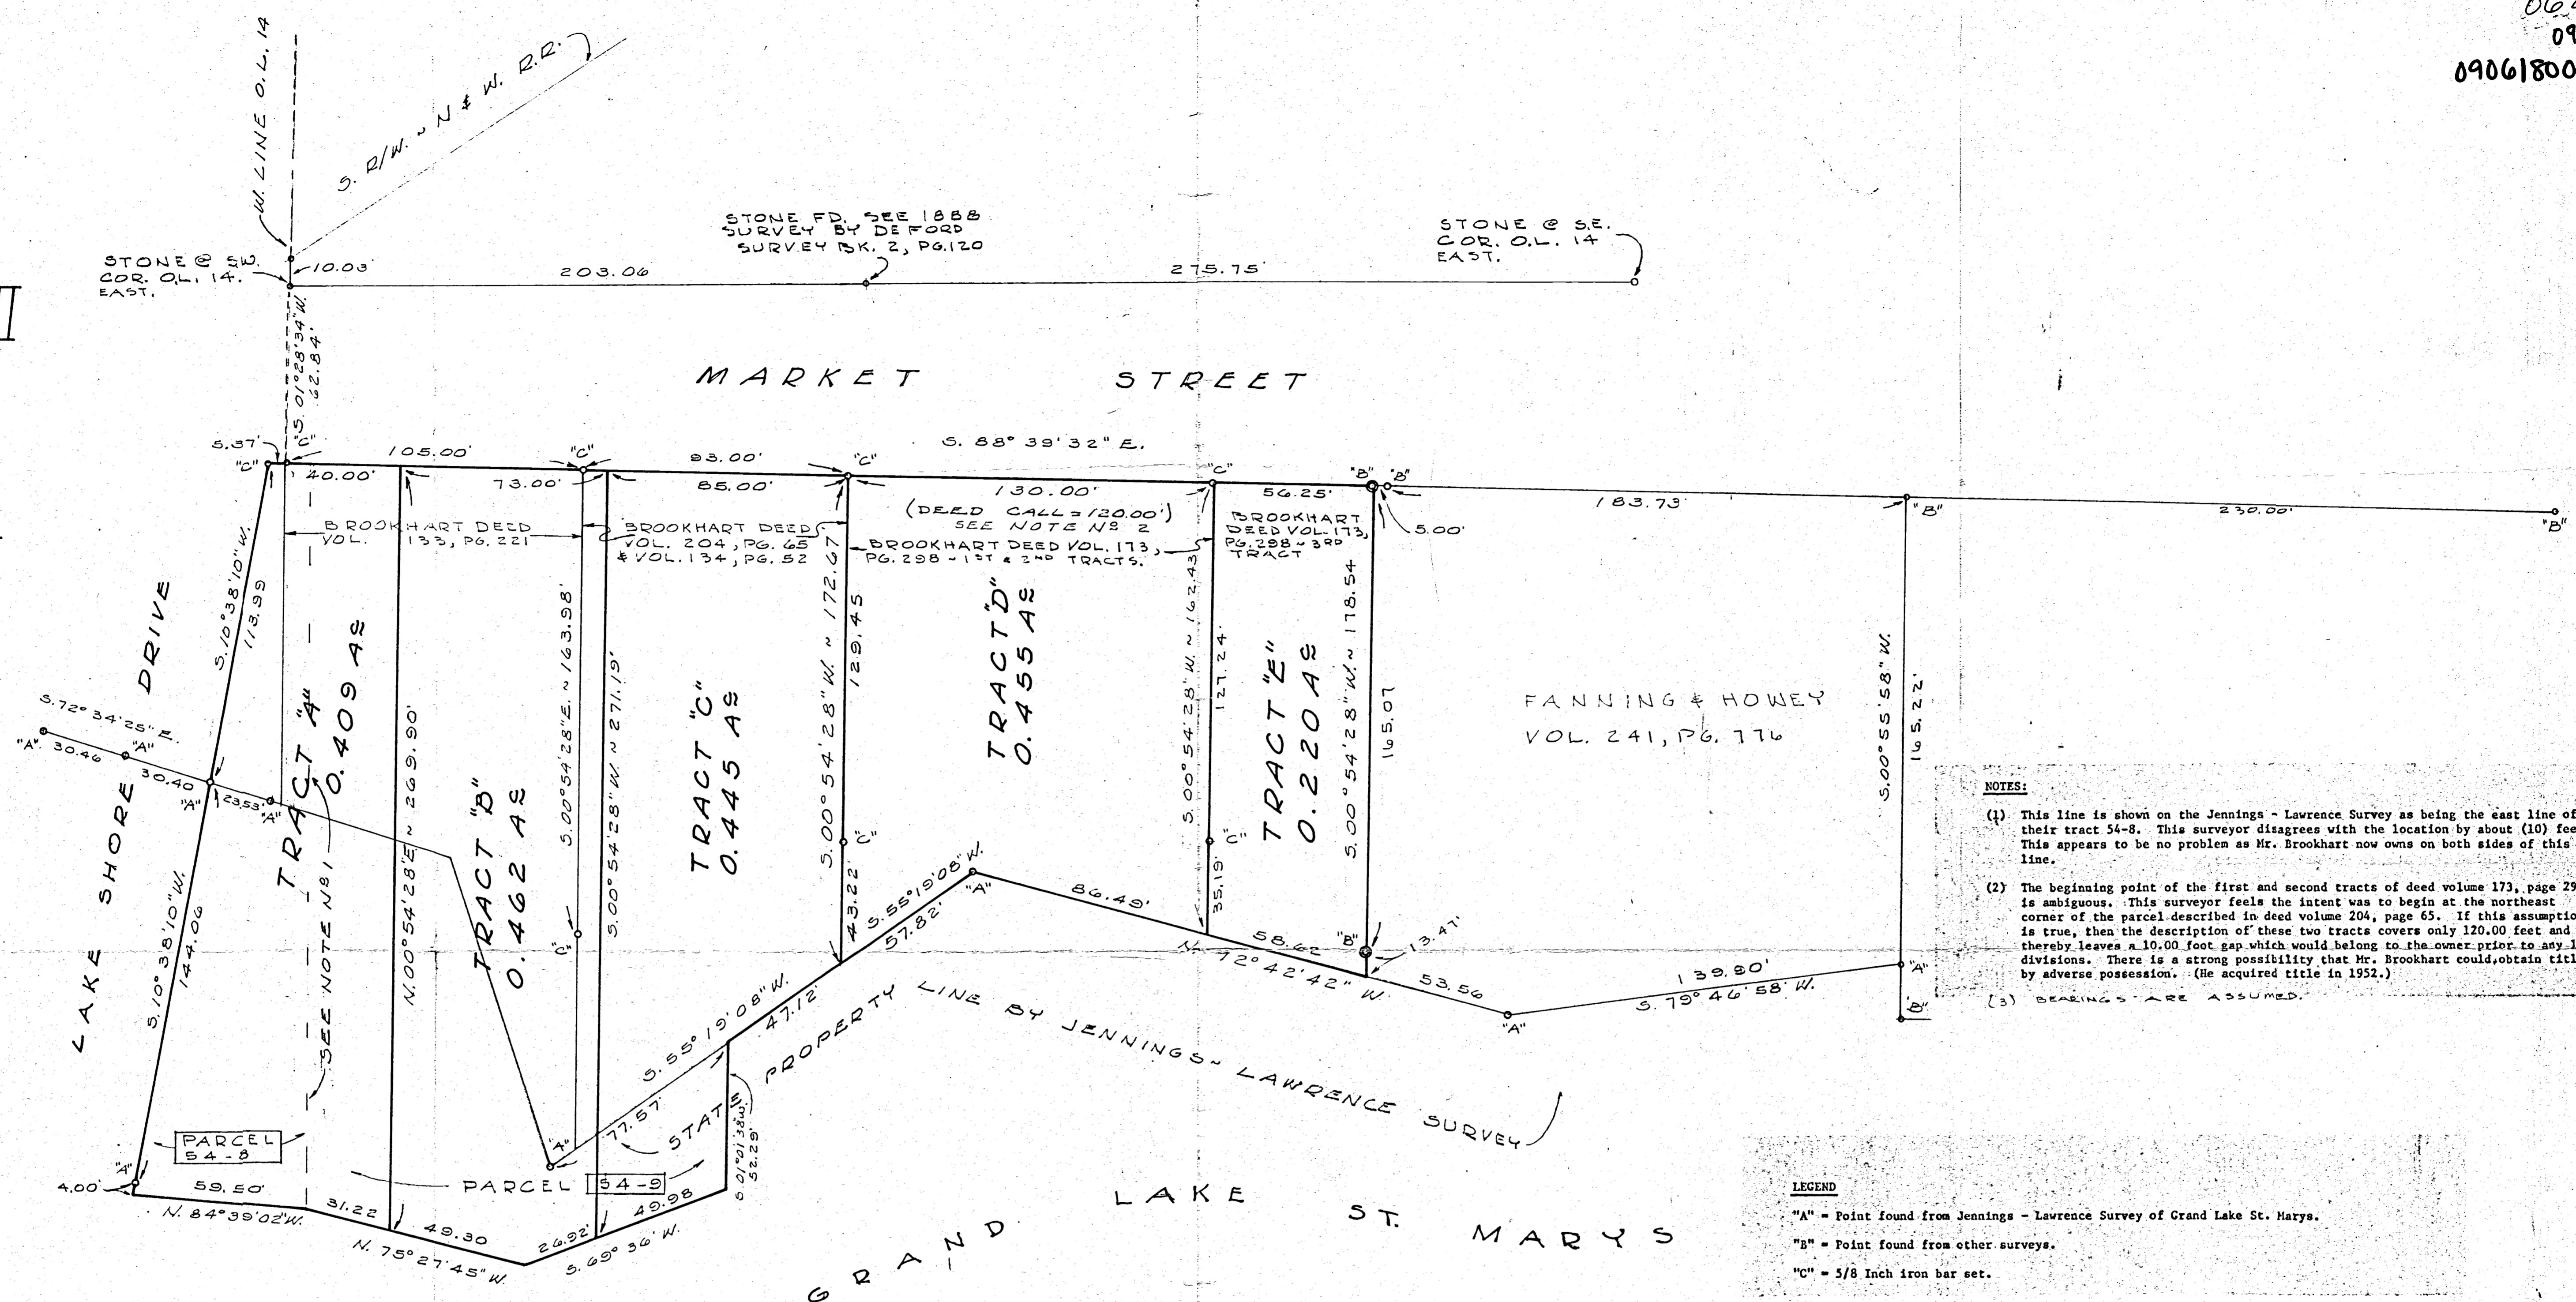 09061800
W. LINE O.L. 14
S. R/W. ~ N & W. R.R.
STONE FD. SEE 1888
SURVEY BY DEFORD
SURVEY BK. 2, PG. 120
STONE @ S.E.
COR. O.L. 14
EAST.
STONE @ SW.
COR. O.L. 14.
EAST.
10.03'
203.06
275.75'
S. 01°28'34"W.
62.84'
MARKET STREET
5.37'
"C"
"C"
105.00'
"C"
93.00'
"C"
S. 88°39'32" E.
"C"
"B"
"B"
40.00'
73.00'
85.00'
130.00'
56.25'
183.73'
"B"
230.00'
"B"
(DEED CALL = 120.00')
SEE NOTE Nº 2
5.00'
BROOKHART DEED
VOL. 133, PG. 221
BROOKHART DEED
VOL. 204, PG. 65
& VOL. 134, PG. 52
BROOKHART DEED VOL. 173,
PG. 298 ~ 1ST & 2ND TRACTS.
BROOKHART
DEED VOL. 173,
PG. 298 ~ 3RD
TRACT
S. 10°38'10" W.
113.99
LAKE SHORE DRIVE
S. 72°34'25" E.
"A"
30.46
"A"
30.40
"A"
23.53'
"A"
TRACT "A"
0.409 AC
SEE NOTE Nº 1
N. 00°54'28"E ~ 269.90'
TRACT "B"
0.462 AC
S. 00°54'28"E. ~ 163.98'
"C"
S. 00°54'28"W. ~ 271.19'
TRACT "C"
0.445 AC
S. 00°54'28" W. ~ 172.67
129.45
"C"
43.22'
TRACT "D"
0.455 AC
S. 00°54'28" W. ~ 162.43
127.24'
"C"
35.19'
TRACT "E"
0.220 AC
S. 00°54'28" W. ~ 178.54
165.07
"B"
13.47'
FANNING & HOWEY
VOL. 241, PG. 776
S. 00°55'58" W.
165.22'
"A"
"B"
S. 10°38'10" W.
144.06
S. 55°19'08" W.
57.82'
"A"
86.49'
58.62
N. 72°42'42" W.
53.56
"A"
139.90'
S. 79°46'58" W.
S. 55°19'08" W.
47.12'
77.57'
"A"
STATE PROPERTY LINE BY JENNINGS ~ LAWRENCE SURVEY
S. 01°01'38"W.
52.29'
PARCEL
54-8
"A"
4.00'
59.50'
N. 84°39'02"W.
31.22
PARCEL 54-9
49.30
N. 75°27'45" W.
26.92'
49.98
S. 69°36' W.
GRAND LAKE ST. MARYS
NOTES:
(1) This line is shown on the Jennings - Lawrence Survey as being the east line of
their tract 54-8. This surveyor disagrees with the location by about (10)
This appears to be no problem as Mr. Brookhart now owns on both sides of this
line.
(2) The beginning point of the first and second tracts of deed volume 173, page
is ambiguous. This surveyor feels the intent was to begin at the northeast
corner of the parcel described in deed volume 204, page 65. If this
is true, then the description of these two tracts covers only 120.00 feet and
thereby leaves a 10.00 foot gap which would belong to the owner prior to any
divisions. There is a strong possibility that Mr. Brookhart could obtain
by adverse possession. (He acquired title in 1952.)
(3) BEARINGS ARE ASSUMED.
LEGEND
"A" = Point found from Jennings - Lawrence Survey of Grand Lake St. Marys.
"B" = Point found from other surveys.
"C" = 5/8 Inch iron bar set.